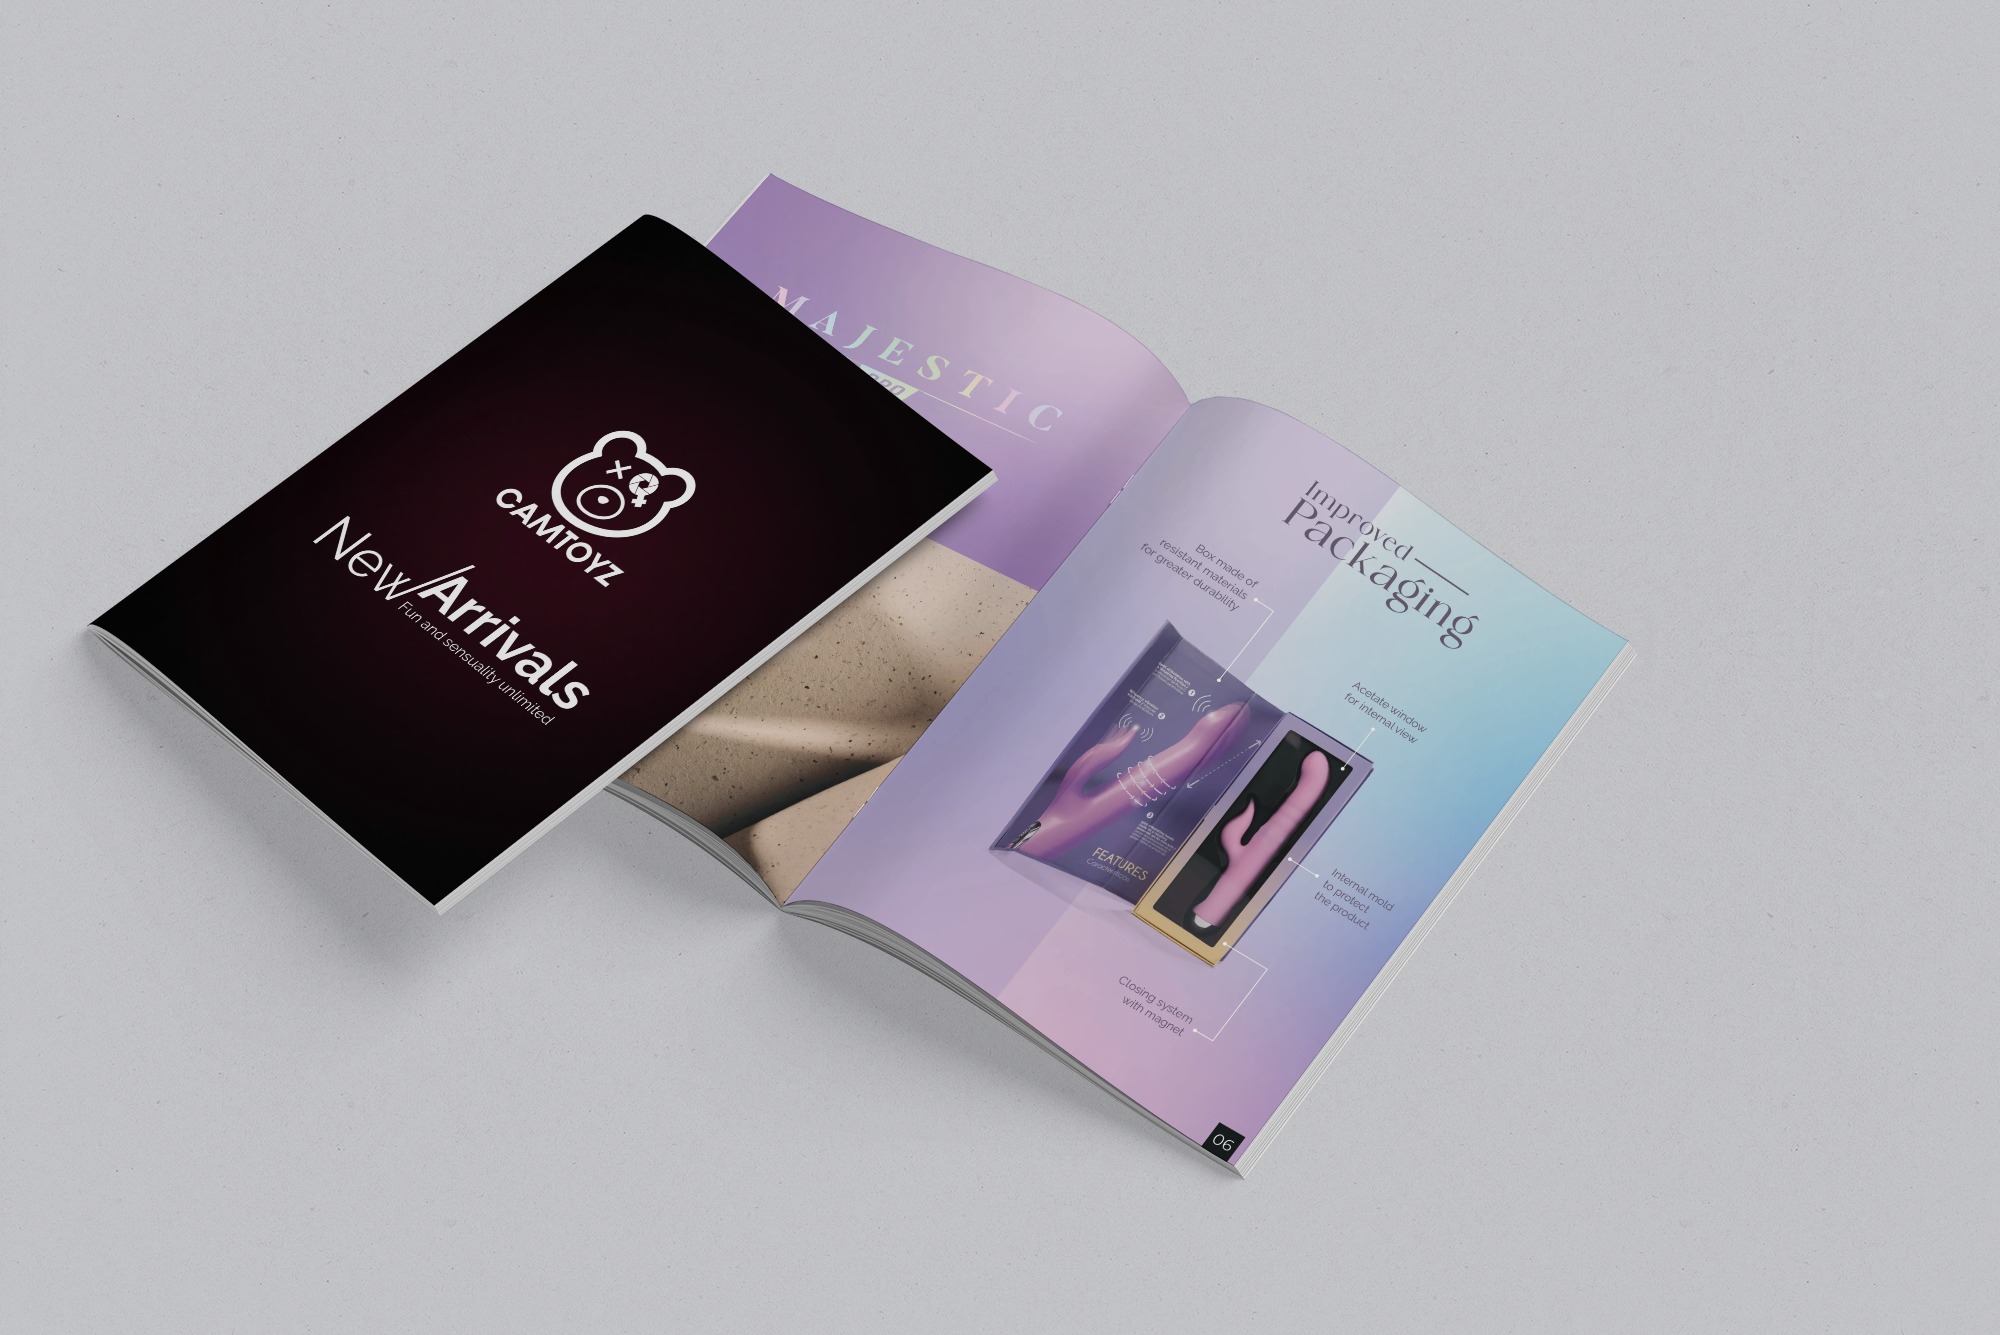 CAMTOYZ
New/Arrivals
Fun and sensuality unlimited
MAJESTIC
Improved
Packaging
Box made of
resistant materials
for greater durability
Acetate window
for internal view
FEATURES
Características
Internal mold
to protect
the product
Closing system
with magnet
06